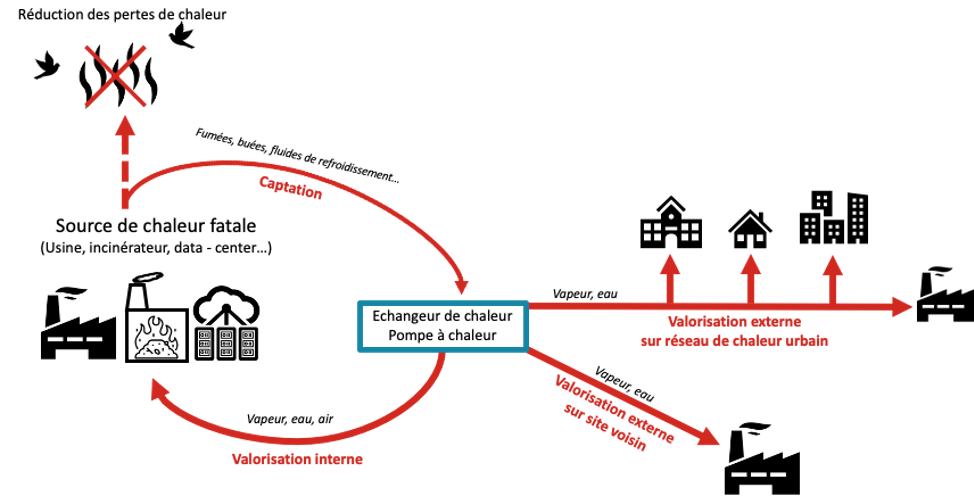 Réduction des pertes de chaleur
Fumées, buées, fluides de refroidissement...
Captation
Source de chaleur fatale
(Usine, incinérateur, data - center...)
Echangeur de chaleur
Pompe à chaleur
Vapeur, eau
Valorisation externe
sur réseau de chaleur urbain
Vapeur, eau
Valorisation externe
sur site voisin
Vapeur, eau, air
Valorisation interne